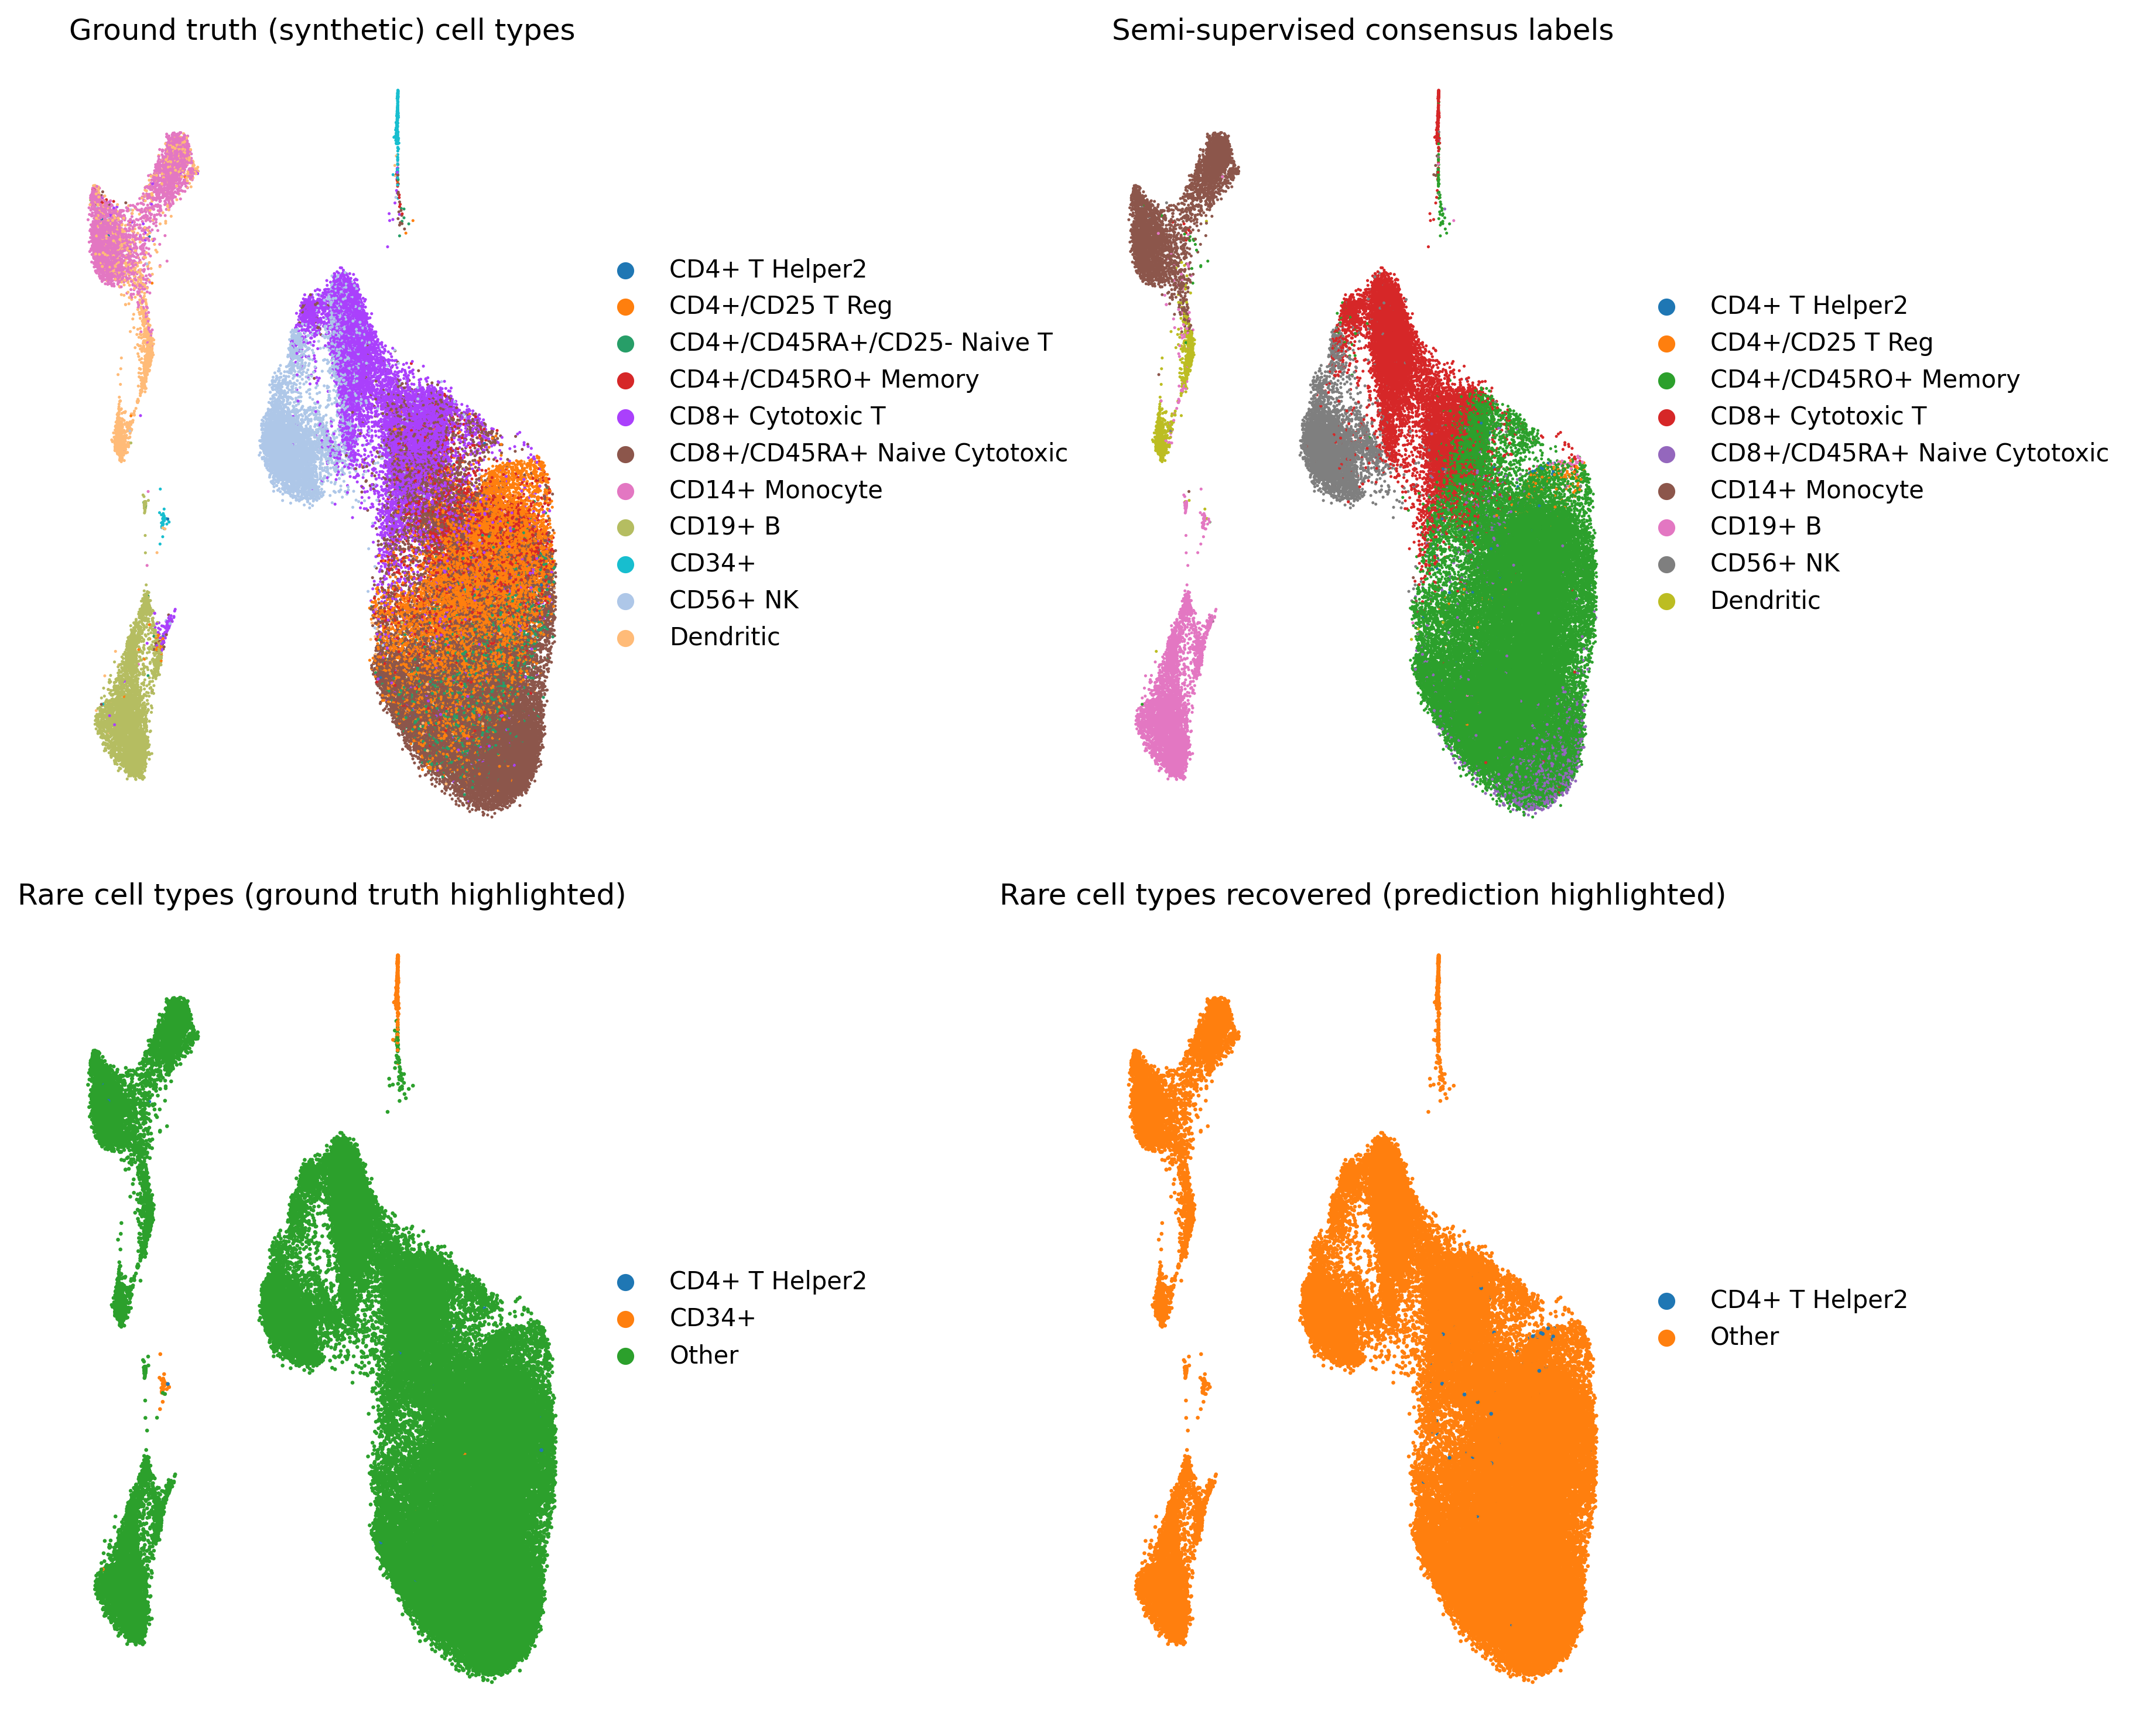 Ground truth (synthetic) cell types
CD4+ T Helper2
CD4+/CD25 T Reg
CD4+/CD45RA+/CD25- Naive T
CD4+/CD45RO+ Memory
CD8+ Cytotoxic T
CD8+/CD45RA+ Naive Cytotoxic
CD14+ Monocyte
CD19+ B
CD34+
CD56+ NK
Dendritic
Semi-supervised consensus labels
CD4+ T Helper2
CD4+/CD25 T Reg
CD4+/CD45RO+ Memory
CD8+ Cytotoxic T
CD8+/CD45RA+ Naive Cytotoxic
CD14+ Monocyte
CD19+ B
CD56+ NK
Dendritic
Rare cell types (ground truth highlighted)
CD4+ T Helper2
CD34+
Other
Rare cell types recovered (prediction highlighted)
CD4+ T Helper2
Other